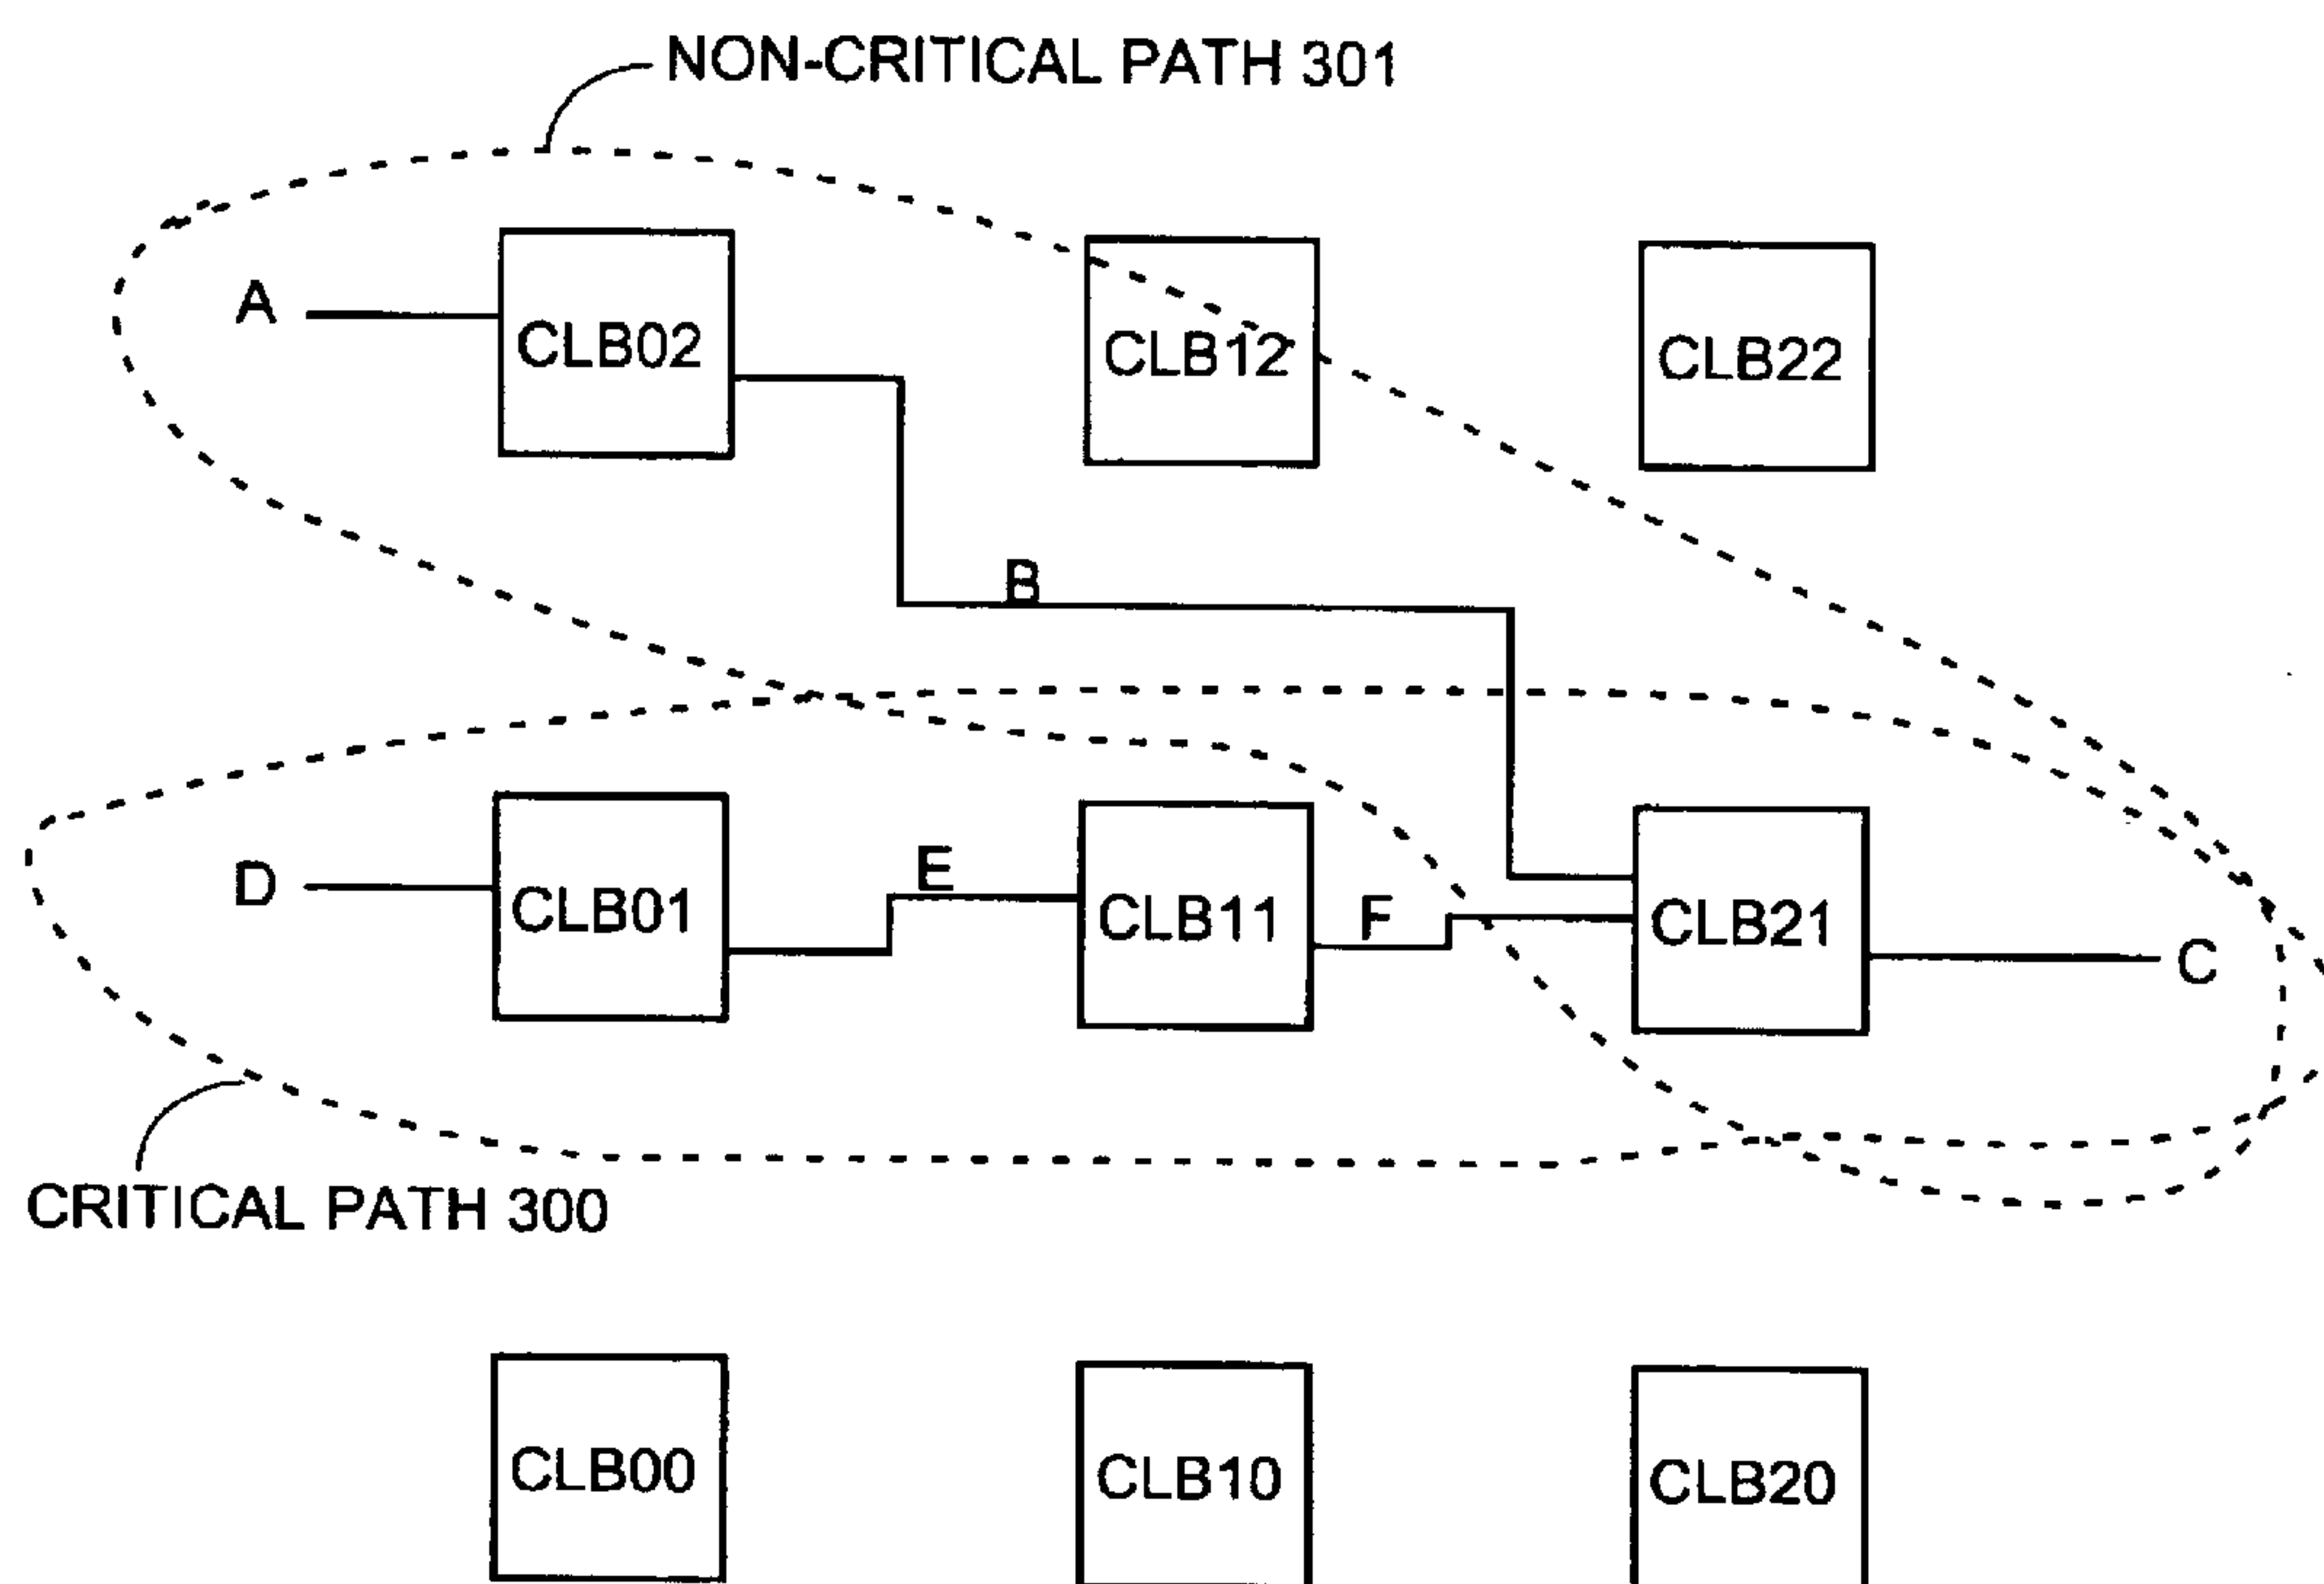 NON-CRITICAL PATH 301
A
CLB02
CLB12
CLB22
B
D
CLB01
E
CLB11
F
CLB21
C
CRITICAL PATH 300
CLB00
CLB10
CLB20